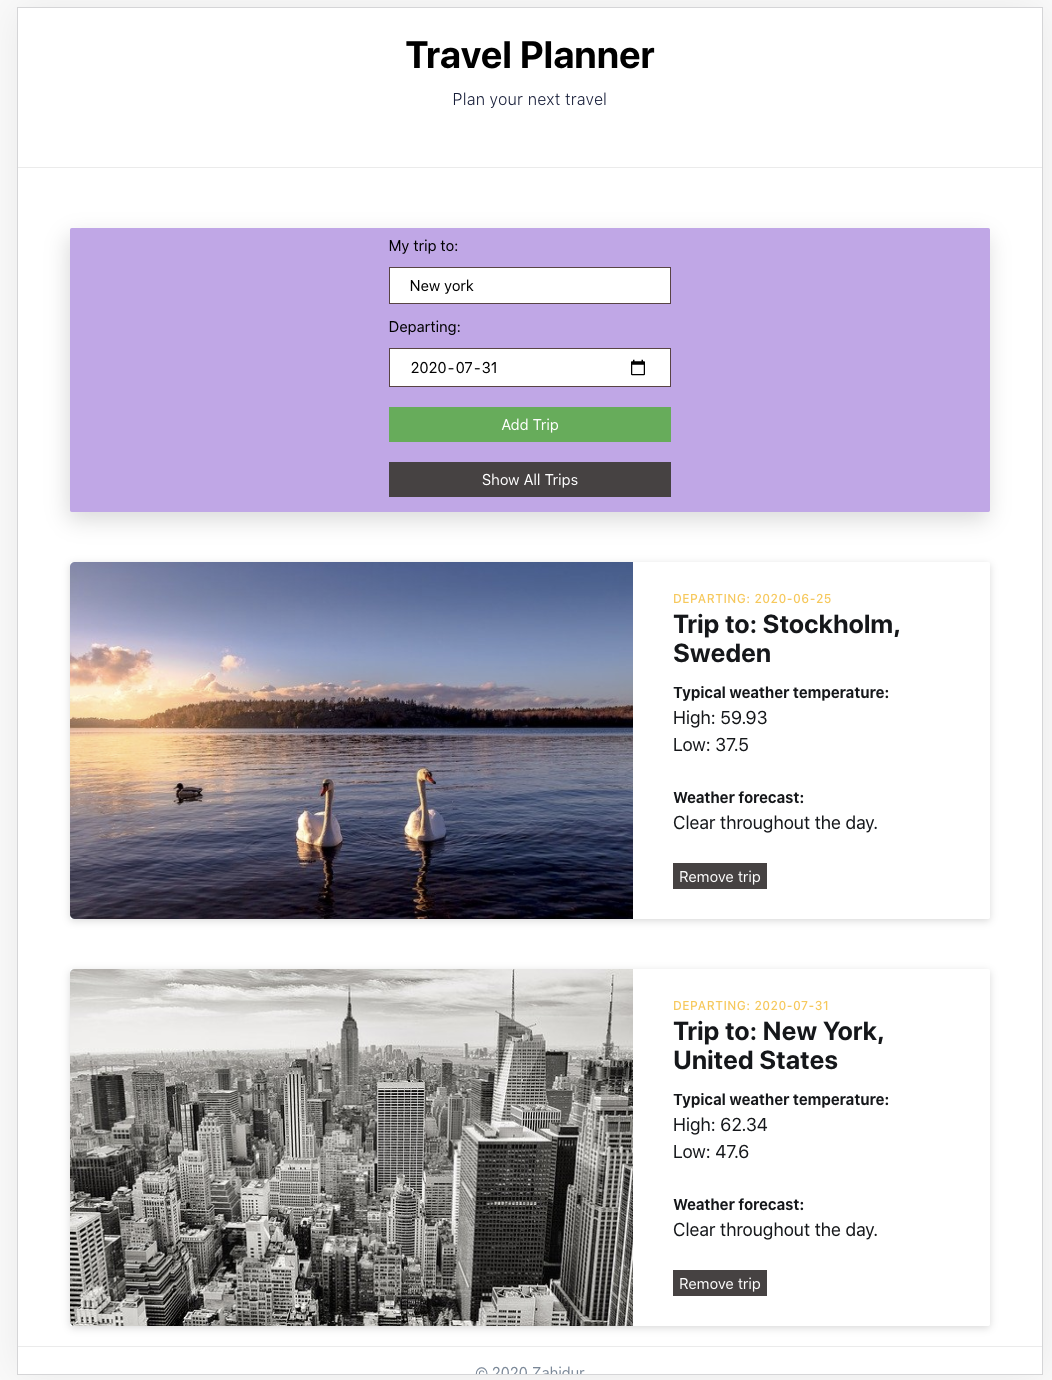 Travel Planner
Plan your next travel
My trip to:
New york
Departing:
2020-07-31
Add Trip
Show All Trips
DEPARTING: 2020-06-25
Trip to: Stockholm,
Sweden
Typical weather temperature:
High: 59.93
Low: 37.5
Weather forecast:
Clear throughout the day.
Remove trip
DEPARTING: 2020-07-31
Trip to: New York,
United States
Typical weather temperature:
High: 62.34
Low: 47.6
Weather forecast:
Clear throughout the day.
Remove trip
© 2020 Zahidur